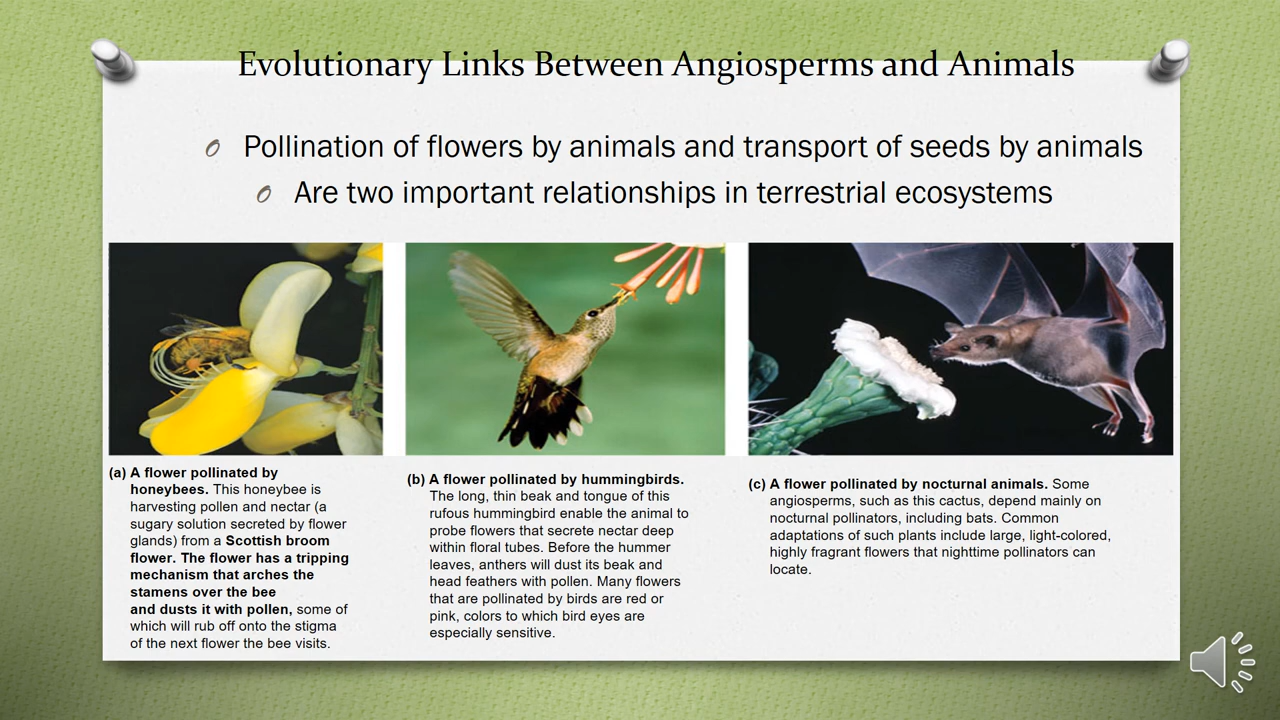 Evolutionary Links Between Angiosperms and Animals
Pollination of flowers by animals and transport of seeds by animals
Are two important relationships in terrestrial ecosystems
(a) A flower pollinated by
honeybees. This honeybee is
harvesting pollen and nectar (a
sugary solution secreted by flower
glands) from a Scottish broom
flower. The flower has a tripping
mechanism that arches the
stamens over the bee
and dusts it with pollen, some of
which will rub off onto the stigma
of the next flower the bee visits.
(b) A flower pollinated by hummingbirds.
The long, thin beak and tongue of this
rufous hummingbird enable the animal to
probe flowers that secrete nectar deep
within floral tubes. Before the hummer
leaves, anthers will dust its beak and
head feathers with pollen. Many flowers
that are pollinated by birds are red or
pink, colors to which bird eyes are
especially sensitive.
(c) A flower pollinated by nocturnal animals. Some
angiosperms, such as this cactus, depend mainly on
nocturnal pollinators, including bats. Common
adaptations of such plants include large, light-colored,
highly fragrant flowers that nighttime pollinators can
locate.